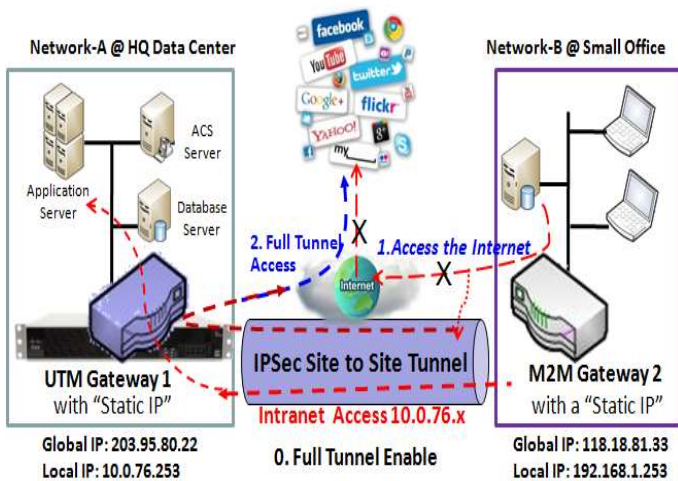 Network-A @ HQ Data Center
Network-B @ Small Office
facebook
YouTube
twitter
Google+
flickr
YAHOO!
g+
my____
ACS
Server
Application
Server
Database
Server
2. Full Tunnel
Access
1.Access the Internet
X
X
Internet
IPSec Site to Site Tunnel
UTM Gateway 1
with “Static IP”
M2M Gateway 2
with a “Static IP”
Intranet Access 10.0.76.x
Global IP: 203.95.80.22
Local IP: 10.0.76.253
0. Full Tunnel Enable
Global IP: 118.18.81.33
Local IP: 192.168.1.253